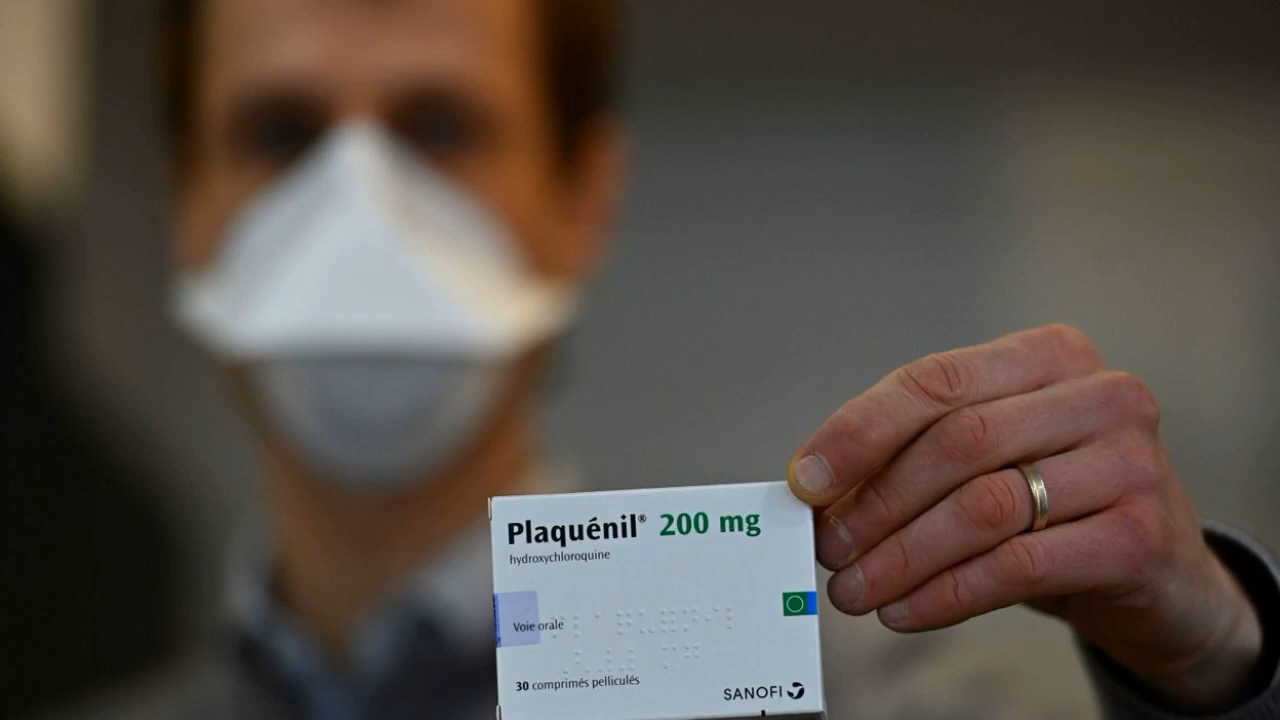 Plaquénil® 200 mg
hydroxychloroquine
Voie orale
30 comprimés pelliculés
SANOFI